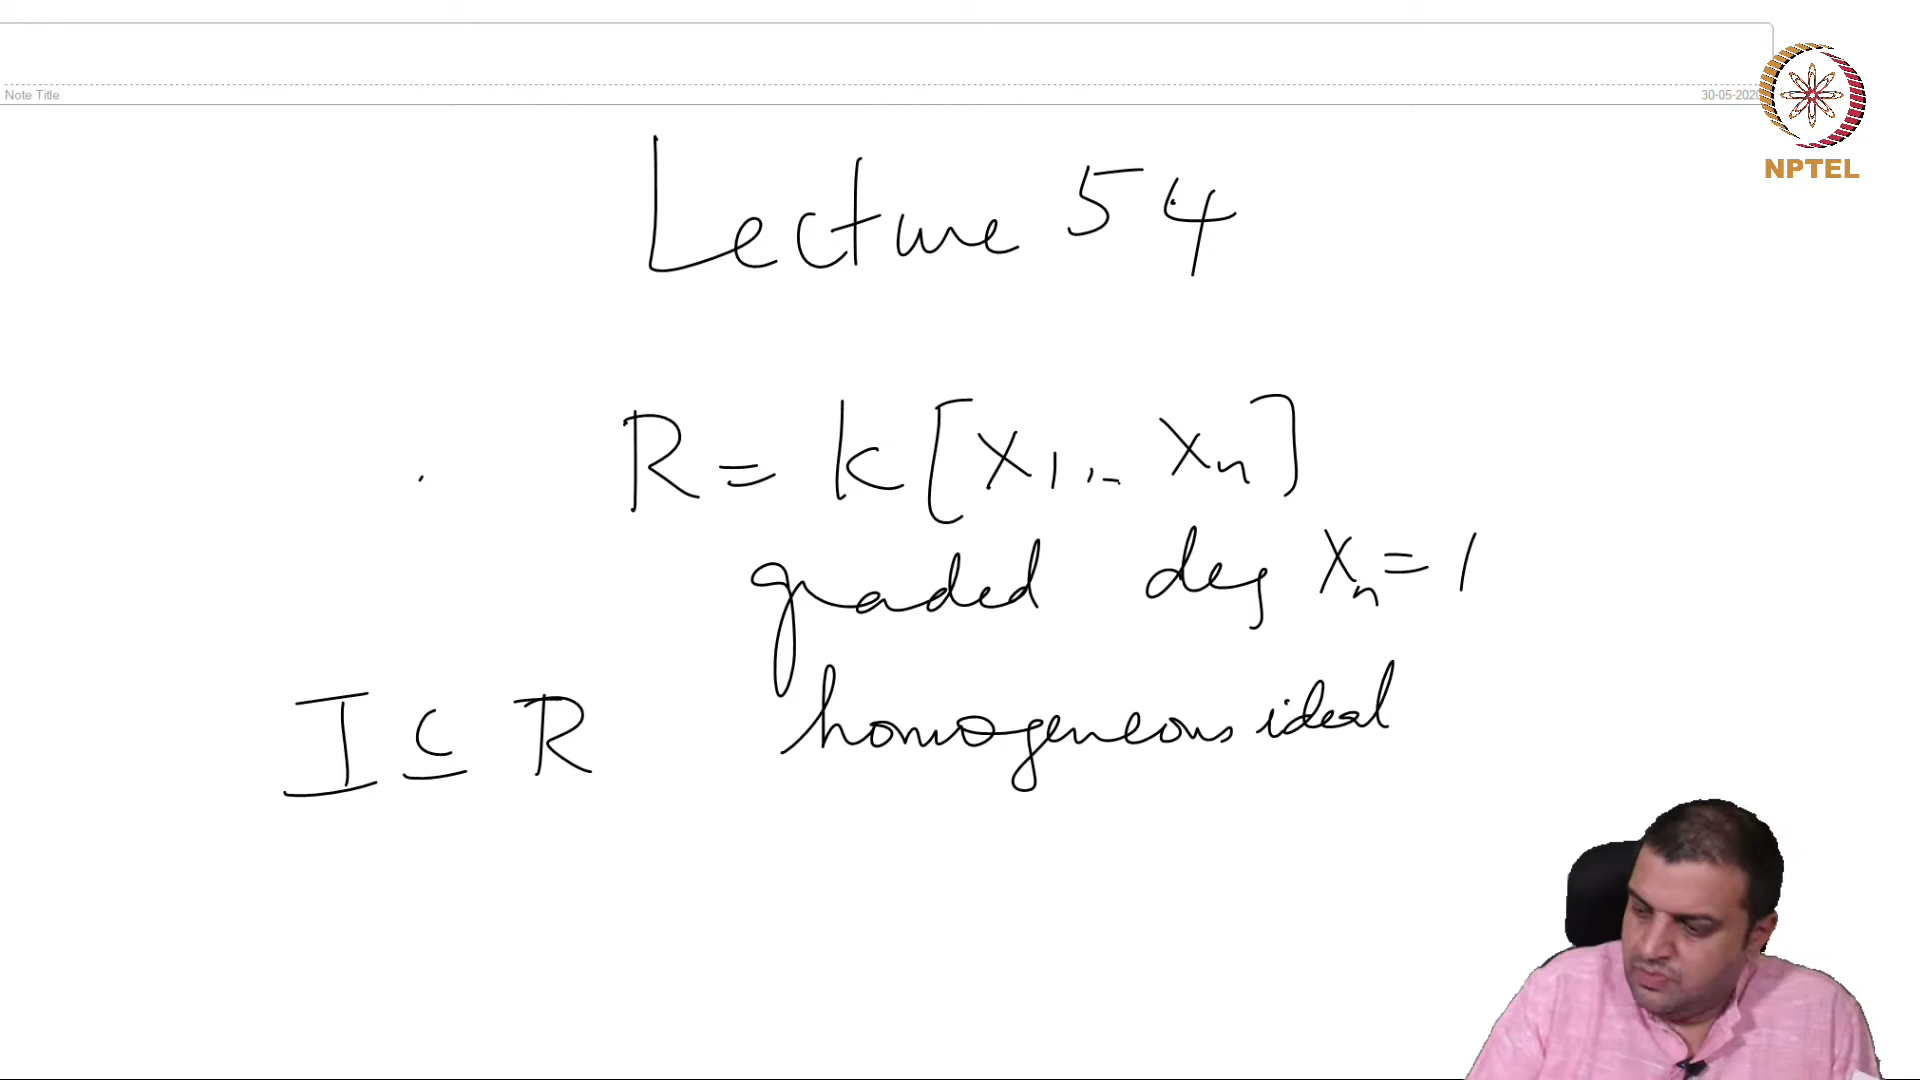 Note Title
30-05-2020
NPTEL
Lecture 54
R = k[X1,.. Xn]
graded deg Xn = 1
I ⊆ R homogeneous ideal